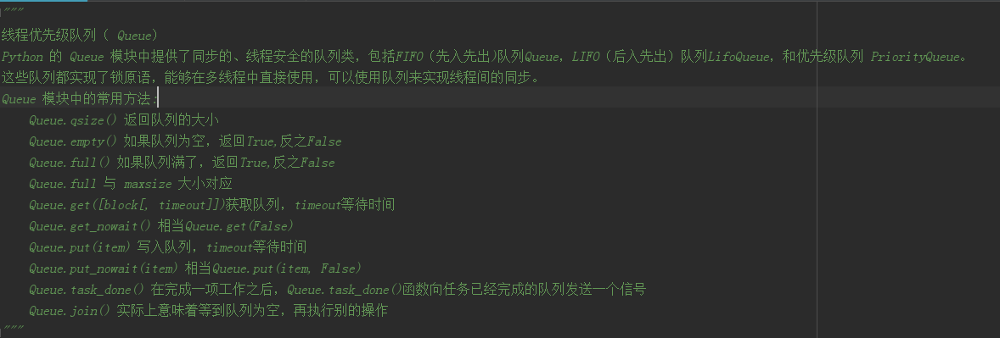 """
线程优先级队列（ Queue）
Python 的 Queue 模块中提供了同步的、线程安全的队列类，包括FIFO（先入先出)队列Queue，LIFO（后入先出）队列LifoQueue，和优先级队列 PriorityQueue。
这些队列都实现了锁原语，能够在多线程中直接使用，可以使用队列来实现线程间的同步。
Queue 模块中的常用方法:
Queue.qsize() 返回队列的大小
Queue.empty() 如果队列为空，返回True,反之False
Queue.full() 如果队列满了，返回True,反之False
Queue.full 与 maxsize 大小对应
Queue.get([block[, timeout]])获取队列，timeout等待时间
Queue.get_nowait() 相当Queue.get(False)
Queue.put(item) 写入队列，timeout等待时间
Queue.put_nowait(item) 相当Queue.put(item, False)
Queue.task_done() 在完成一项工作之后，Queue.task_done()函数向任务已经完成的队列发送一个信号
Queue.join() 实际上意味着等到队列为空，再执行别的操作
"""